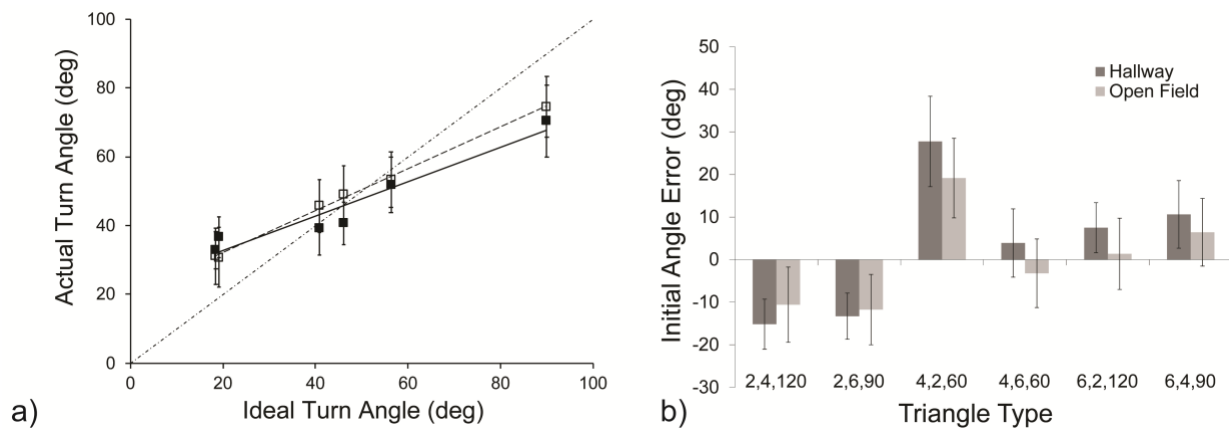 100
80
60
40
20
0
Actual Turn Angle (deg)
0 20 40 60 80 100
Ideal Turn Angle (deg)
a)
50
40
30
20
10
0
-10
-20
-30
Initial Angle Error (deg)
Hallway
Open Field
2,4,120 2,6,90 4,2,60 4,6,60 6,2,120 6,4,90
Triangle Type
b)